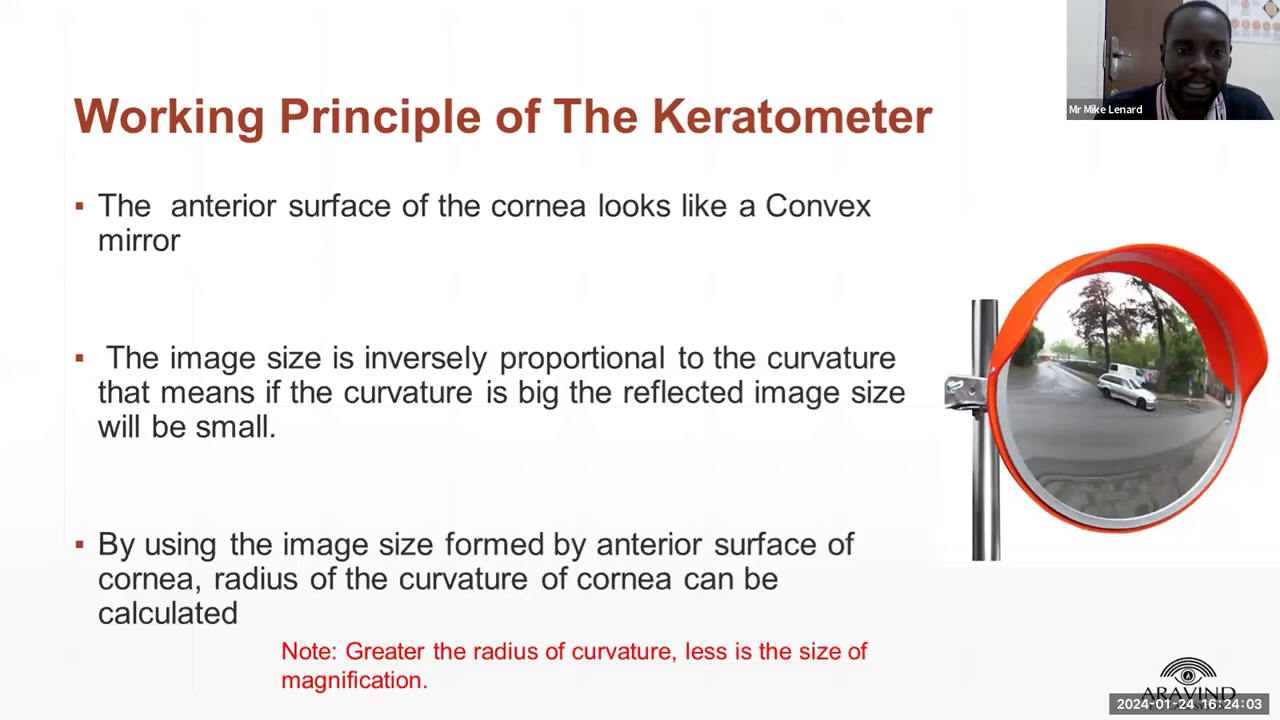 Mr Mike Lenard
Working Principle of The Keratometer
▪ The anterior surface of the cornea looks like a Convex
mirror
▪ The image size is inversely proportional to the curvature
that means if the curvature is big the reflected image size
will be small.
▪ By using the image size formed by anterior surface of
cornea, radius of the curvature of cornea can be
calculated
Note: Greater the radius of curvature, less is the size of
magnification.
ARAVIND
2024-01-24 16:24:03